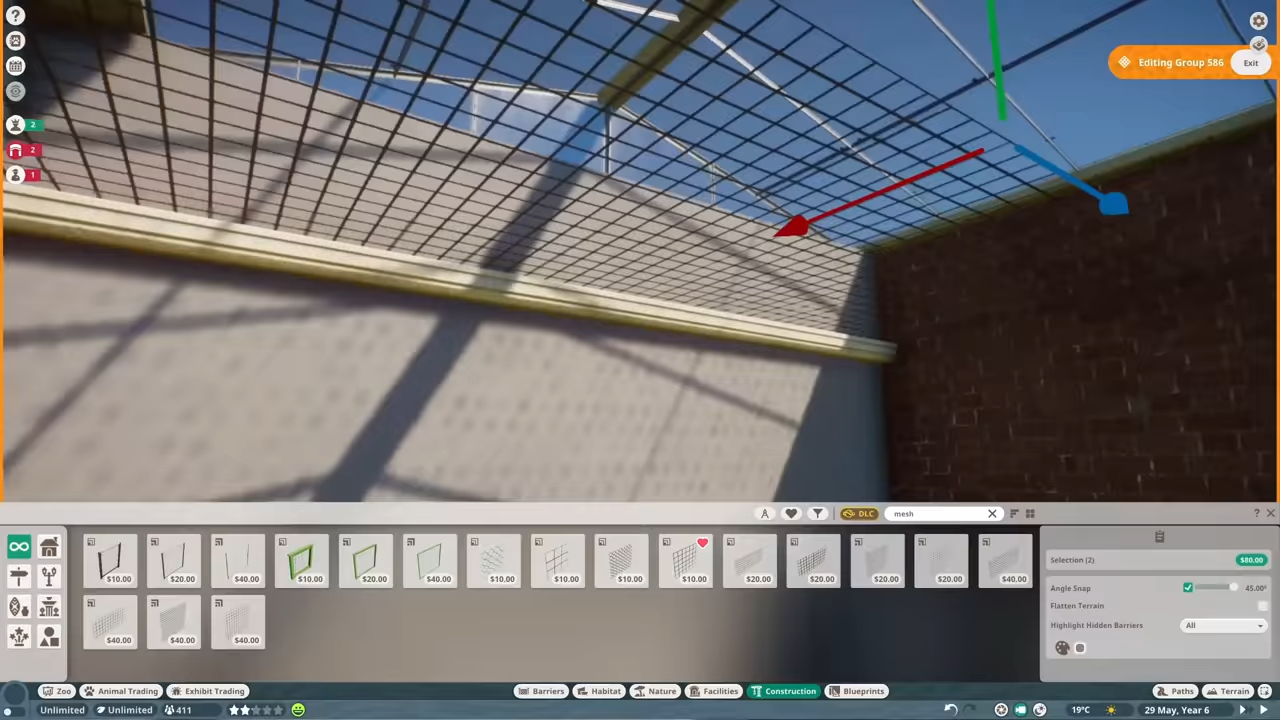 ?
Editing Group 586
Exit
2
2
1
DLC
mesh
?
$10.00
$20.00
$40.00
$10.00
$20.00
$40.00
$10.00
$10.00
$10.00
$10.00
$20.00
$20.00
$20.00
$20.00
$40.00
$40.00
$40.00
$40.00
Selection (2)
$80.00
Angle Snap
45.00°
Flatten Terrain
Highlight Hidden Barriers
All
Zoo
Animal Trading
Exhibit Trading
Barriers
Habitat
Nature
Facilities
Construction
Blueprints
Paths
Terrain
Unlimited
Unlimited
411
19°C
29 May, Year 6